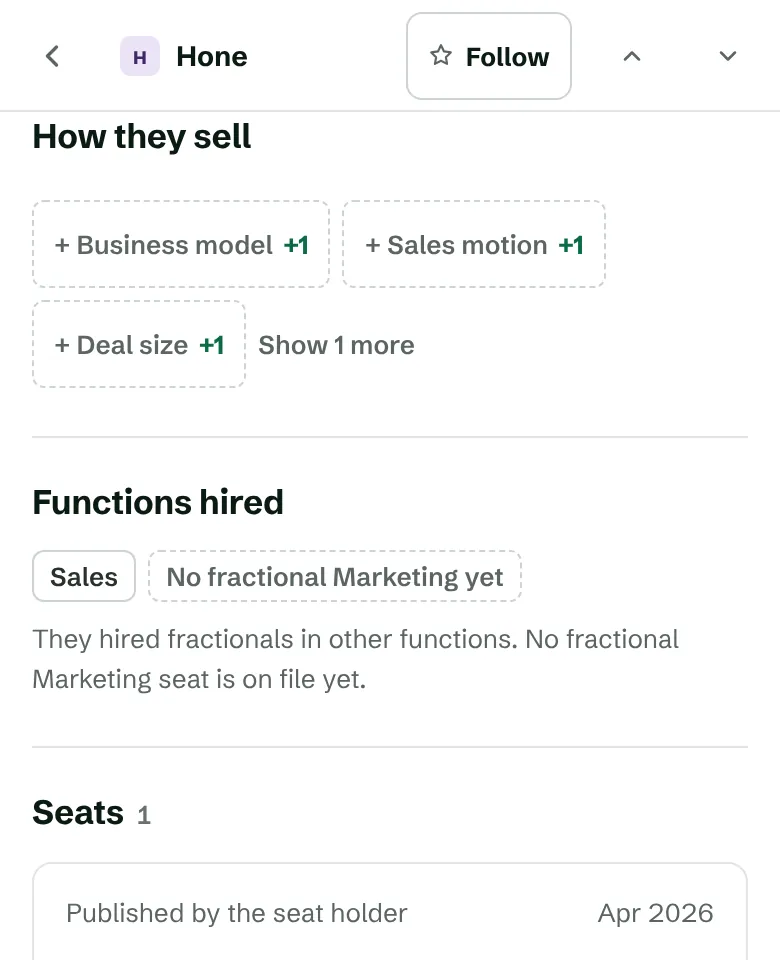 H Hone Follow
How they sell
+ Business model +1 + Sales motion +1
+ Deal size +1 Show 1 more
Functions hired
Sales No fractional Marketing yet
They hired fractionals in other functions. No fractional
Marketing seat is on file yet.
Seats 1
Published by the seat holder Apr 2026